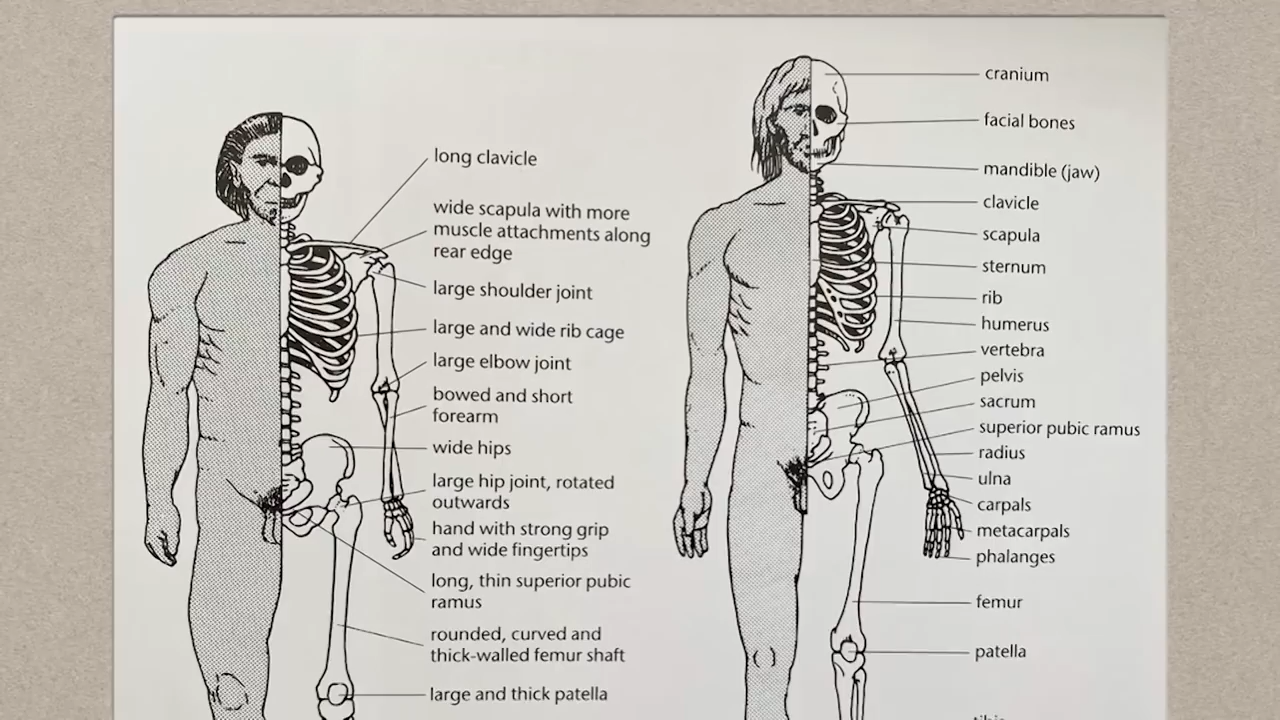 long clavicle
wide scapula with more
muscle attachments along
rear edge
large shoulder joint
large and wide rib cage
large elbow joint
bowed and short
forearm
wide hips
large hip joint, rotated
outwards
hand with strong grip
and wide fingertips
long, thin superior pubic
ramus
rounded, curved and
thick-walled femur shaft
large and thick patella
cranium
facial bones
mandible (jaw)
clavicle
scapula
sternum
rib
humerus
vertebra
pelvis
sacrum
superior pubic ramus
radius
ulna
carpals
metacarpals
phalanges
femur
patella